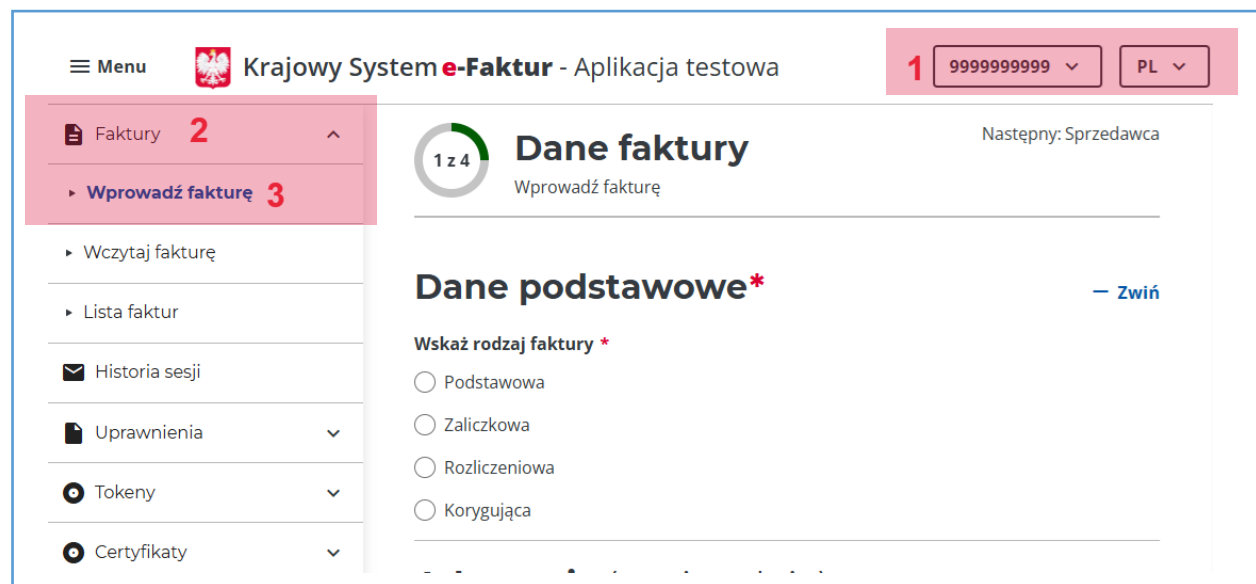 Menu
Krajowy System e-Faktur - Aplikacja testowa
1
9999999999
PL
Faktury 2
Wprowadź fakturę 3
Wczytaj fakturę
Lista faktur
Historia sesji
Uprawnienia
Tokeny
Certyfikaty
1 z 4
Dane faktury
Wprowadź fakturę
Następny: Sprzedawca
Dane podstawowe*
— Zwiń
Wskaż rodzaj faktury *
Podstawowa
Zaliczkowa
Rozliczeniowa
Korygująca